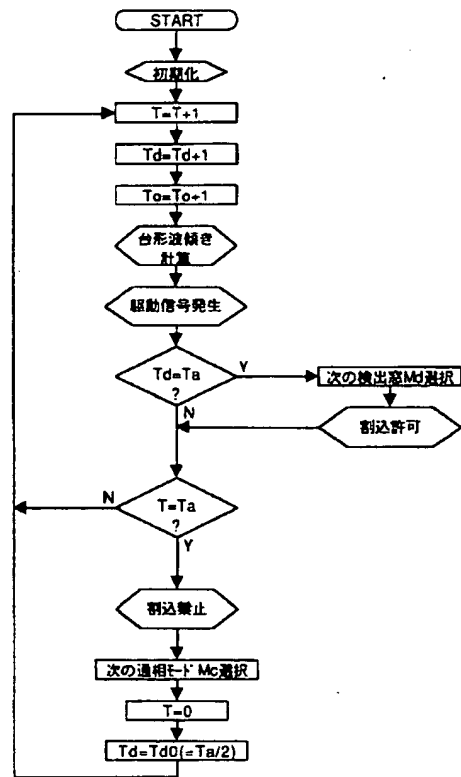 START
初期化
T=T+1
Td=Td+1
To=To+1
台形波傾き
計算
駆動信号発生
Td=Ta
?
Y
N
次の検出窓Md選択
割込許可
T=Ta
?
N
Y
割込禁止
次の通相モードMc選択
T=0
Td=Td0(=Ta/2)